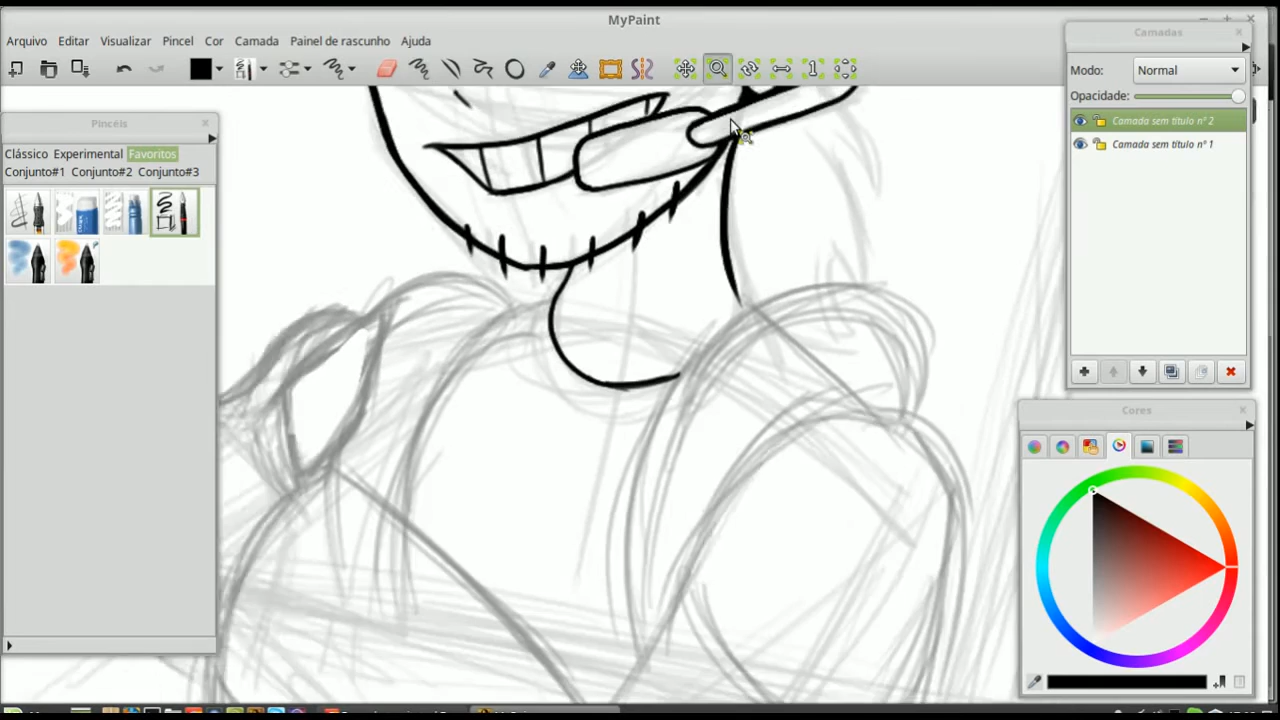 MyPaint
Arquivo Editar Visualizar Pincel Cor Camada Painel de rascunho Ajuda
Pincéis
Clássico Experimental Favoritos
Conjunto#1 Conjunto#2 Conjunto#3
Camadas
Modo: Normal
Opacidade:
Camada sem título nº 2
Camada sem título nº 1
Cores